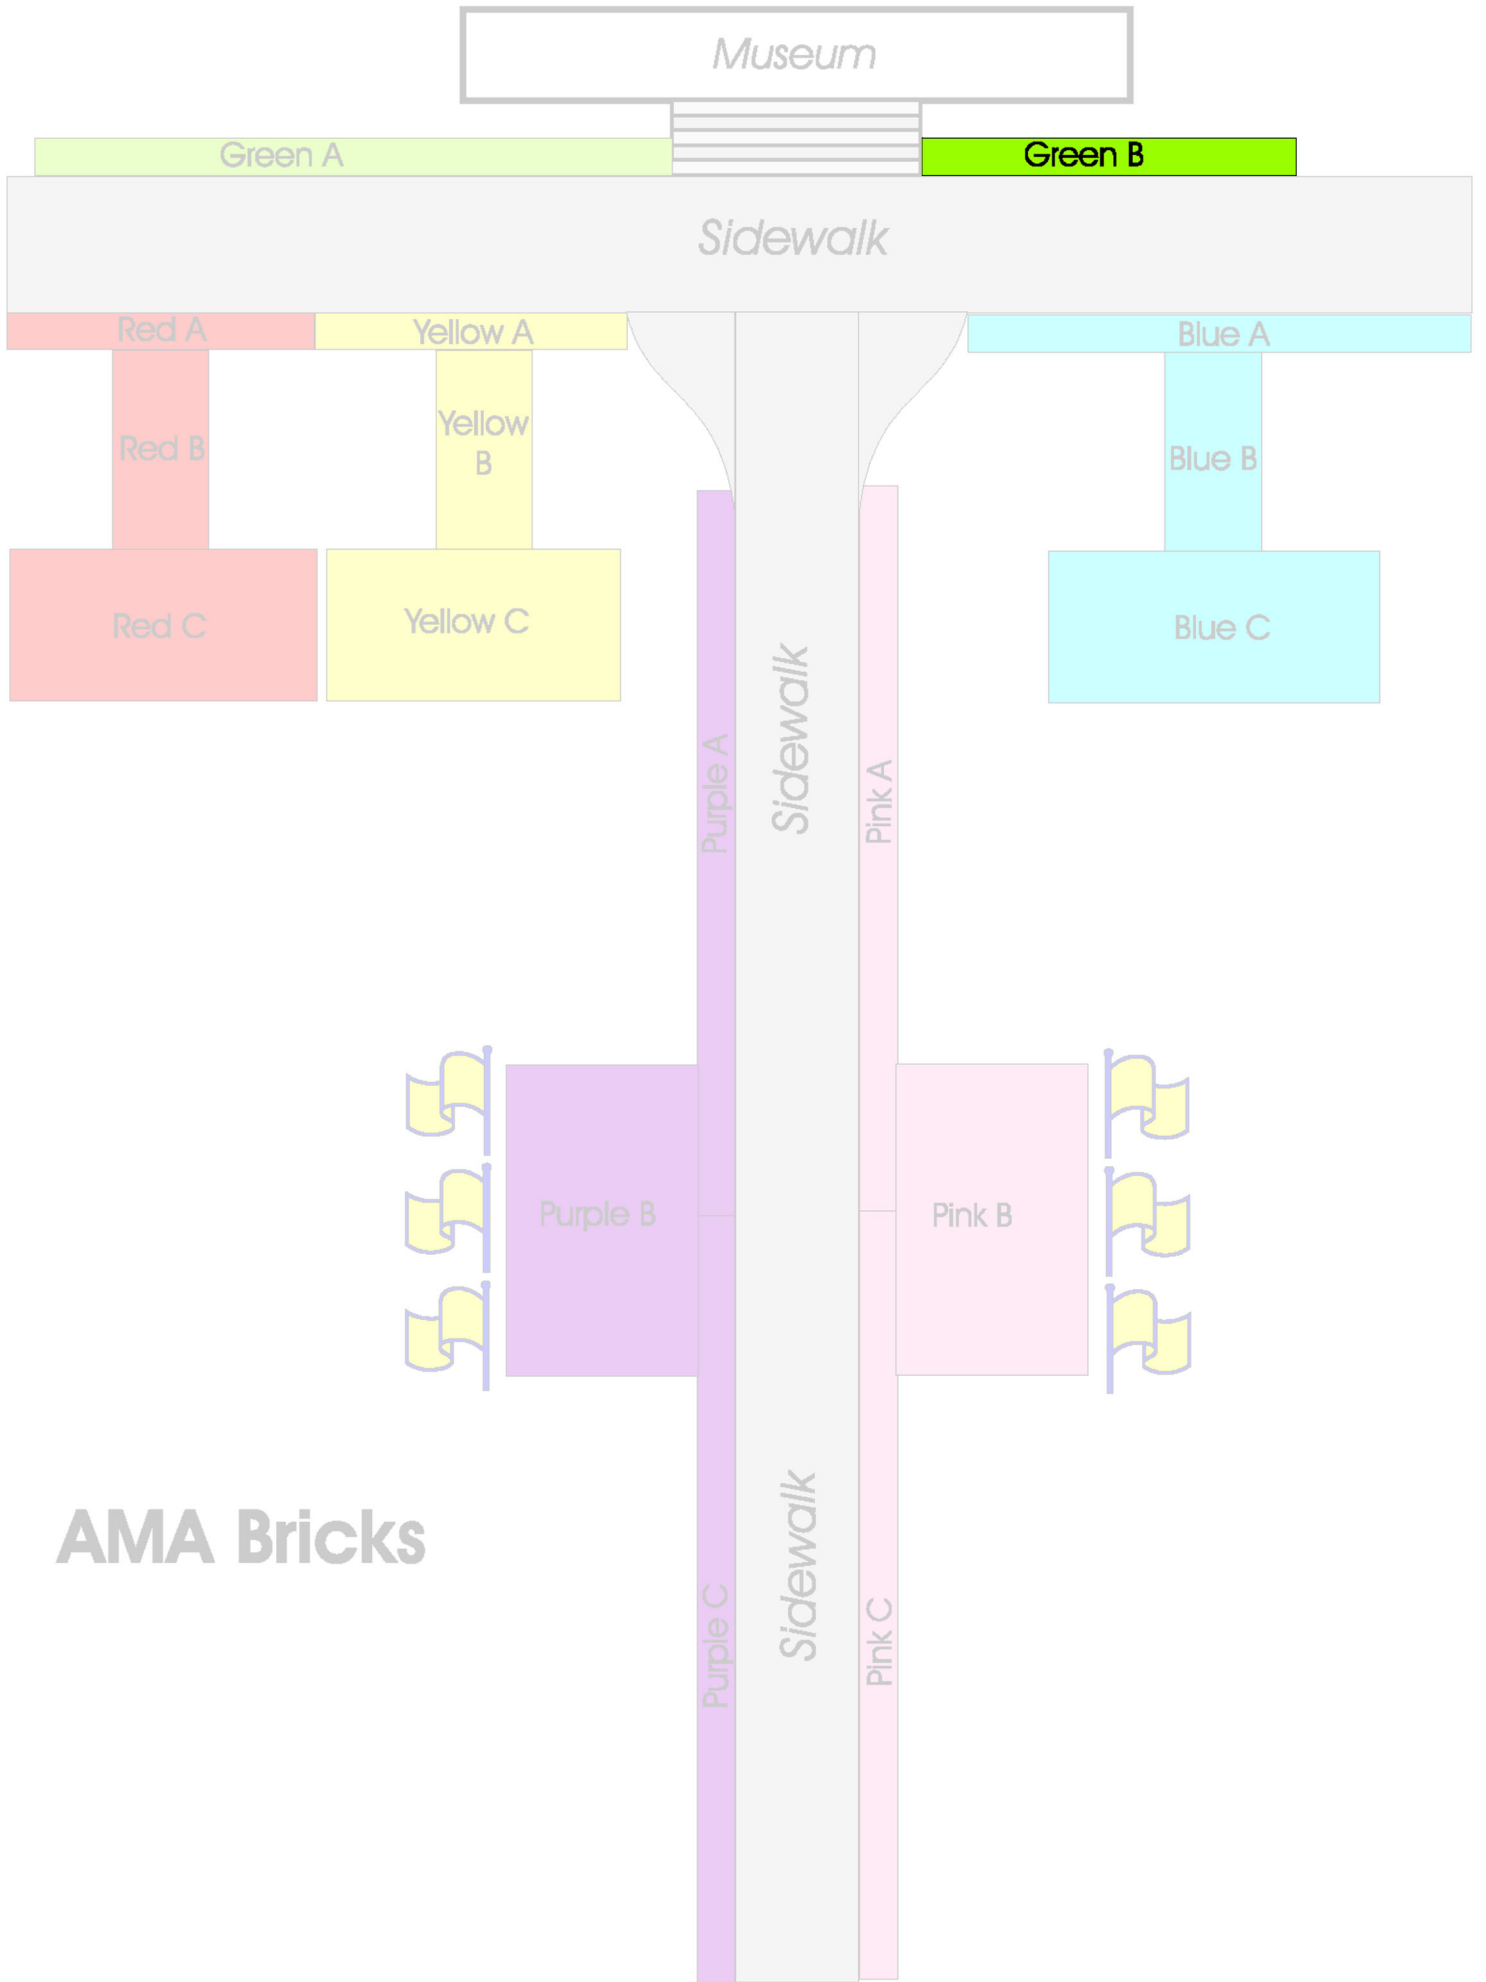 Museum
Green A
Green B
Sidewalk
Red A
Yellow A
Blue A
Red B
Yellow
B
Blue B
Red C
Yellow C
Blue C
Sidewalk
Purple A
Pink A
Purple B
Pink B
AMA Bricks
Sidewalk
Purple C
Pink C